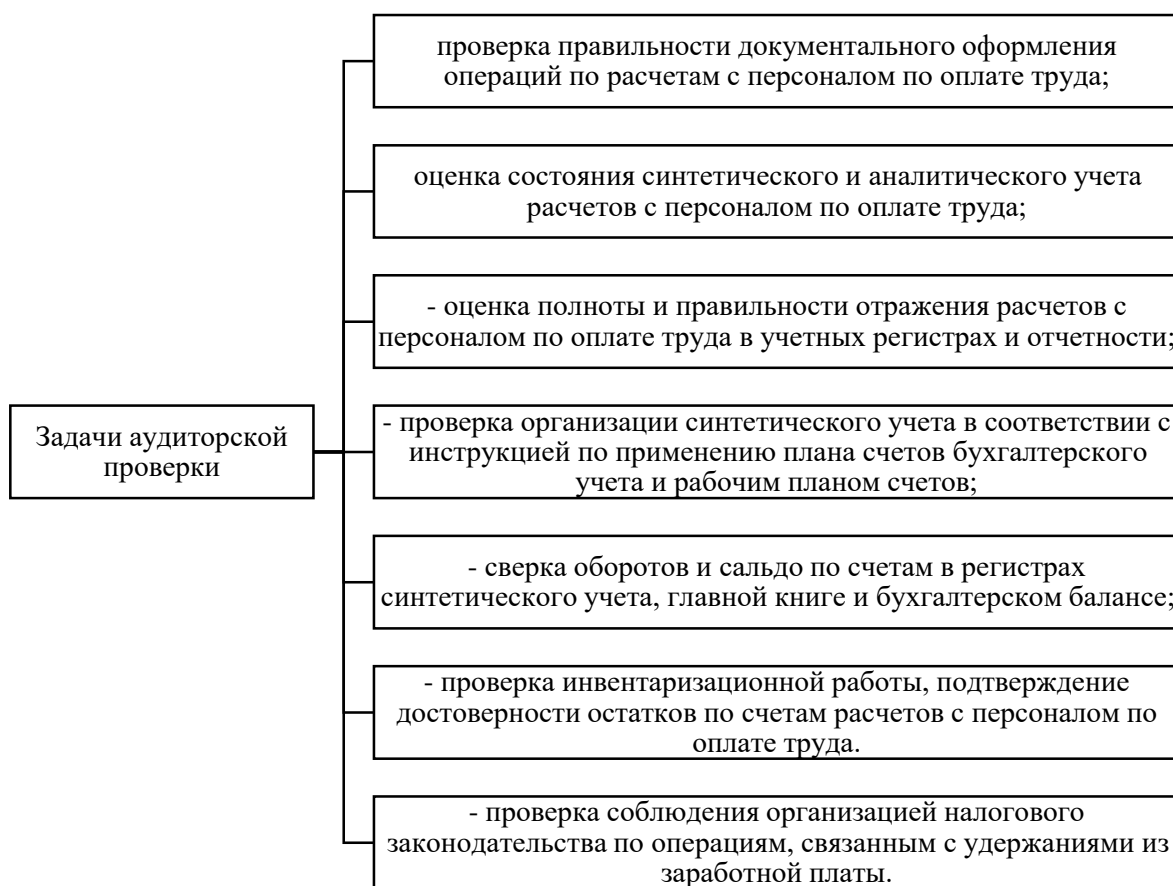 проверка правильности документального оформления
операций по расчетам с персоналом по оплате труда;
оценка состояния синтетического и аналитического учета
расчетов с персоналом по оплате труда;
- оценка полноты и правильности отражения расчетов с
персоналом по оплате труда в учетных регистрах и отчетности;
Задачи аудиторской
проверки
- проверка организации синтетического учета в соответствии с
инструкцией по применению плана счетов бухгалтерского
учета и рабочим планом счетов;
- сверка оборотов и сальдо по счетам в регистрах
синтетического учета, главной книге и бухгалтерском балансе;
- проверка инвентаризационной работы, подтверждение
достоверности остатков по счетам расчетов с персоналом по
оплате труда.
- проверка соблюдения организацией налогового
законодательства по операциям, связанным с удержаниями из
заработной платы.